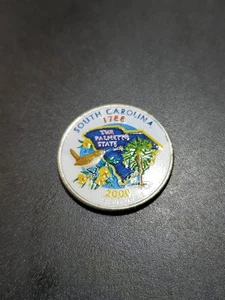 SOUTH CAROLINA
1788
THE
PALMETTO
STATE
2000